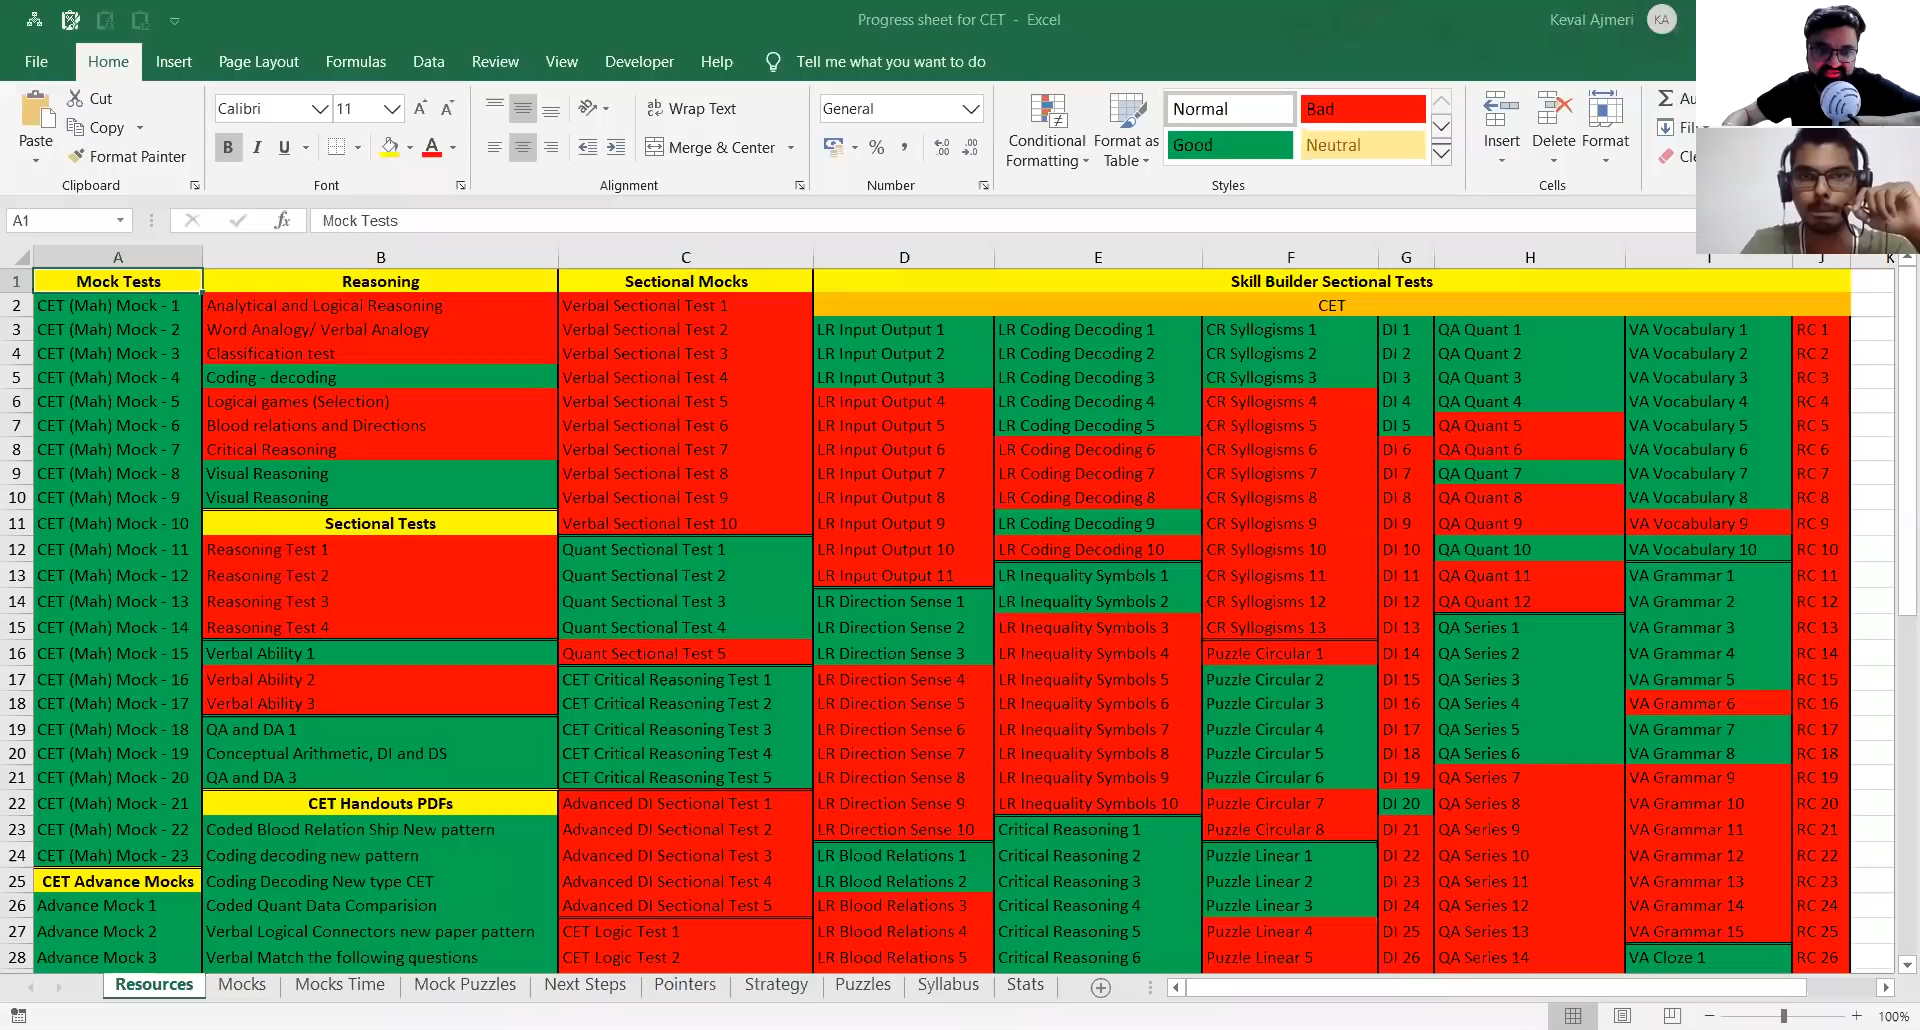 Progress sheet for CET - Excel
Keval Ajmeri KA
File Home Insert Page Layout Formulas Data Review View Developer Help Tell me what you want to do
Paste Cut Copy Format Painter Clipboard
Calibri 11 B I U A Font
ab Wrap Text Merge & Center Alignment
General % Number
Conditional Formatting Format as Table
Normal Bad Good Neutral Styles
Insert Delete Format Cells
A1 fx Mock Tests
A B C D E F G H I J K
1 Mock Tests Reasoning Sectional Mocks Skill Builder Sectional Tests
2 CET (Mah) Mock - 1 Analytical and Logical Reasoning Verbal Sectional Test 1 CET
3 CET (Mah) Mock - 2 Word Analogy/ Verbal Analogy Verbal Sectional Test 2 LR Input Output 1 LR Coding Decoding 1 CR Syllogisms 1 DI 1 QA Quant 1 VA Vocabulary 1 RC 1
4 CET (Mah) Mock - 3 Classification test Verbal Sectional Test 3 LR Input Output 2 LR Coding Decoding 2 CR Syllogisms 2 DI 2 QA Quant 2 VA Vocabulary 2 RC 2
5 CET (Mah) Mock - 4 Coding - decoding Verbal Sectional Test 4 LR Input Output 3 LR Coding Decoding 3 CR Syllogisms 3 DI 3 QA Quant 3 VA Vocabulary 3 RC 3
6 CET (Mah) Mock - 5 Logical games (Selection) Verbal Sectional Test 5 LR Input Output 4 LR Coding Decoding 4 CR Syllogisms 4 DI 4 QA Quant 4 VA Vocabulary 4 RC 4
7 CET (Mah) Mock - 6 Blood relations and Directions Verbal Sectional Test 6 LR Input Output 5 LR Coding Decoding 5 CR Syllogisms 5 DI 5 QA Quant 5 VA Vocabulary 5 RC 5
8 CET (Mah) Mock - 7 Critical Reasoning Verbal Sectional Test 7 LR Input Output 6 LR Coding Decoding 6 CR Syllogisms 6 DI 6 QA Quant 6 VA Vocabulary 6 RC 6
9 CET (Mah) Mock - 8 Visual Reasoning Verbal Sectional Test 8 LR Input Output 7 LR Coding Decoding 7 CR Syllogisms 7 DI 7 QA Quant 7 VA Vocabulary 7 RC 7
10 CET (Mah) Mock - 9 Visual Reasoning Verbal Sectional Test 9 LR Input Output 8 LR Coding Decoding 8 CR Syllogisms 8 DI 8 QA Quant 8 VA Vocabulary 8 RC 8
11 CET (Mah) Mock - 10 Sectional Tests Verbal Sectional Test 10 LR Input Output 9 LR Coding Decoding 9 CR Syllogisms 9 DI 9 QA Quant 9 VA Vocabulary 9 RC 9
12 CET (Mah) Mock - 11 Reasoning Test 1 Quant Sectional Test 1 LR Input Output 10 LR Coding Decoding 10 CR Syllogisms 10 DI 10 QA Quant 10 VA Vocabulary 10 RC 10
13 CET (Mah) Mock - 12 Reasoning Test 2 Quant Sectional Test 2 LR Input Output 11 LR Inequality Symbols 1 CR Syllogisms 11 DI 11 QA Quant 11 VA Grammar 1 RC 11
14 CET (Mah) Mock - 13 Reasoning Test 3 Quant Sectional Test 3 LR Direction Sense 1 LR Inequality Symbols 2 CR Syllogisms 12 DI 12 QA Quant 12 VA Grammar 2 RC 12
15 CET (Mah) Mock - 14 Reasoning Test 4 Quant Sectional Test 4 LR Direction Sense 2 LR Inequality Symbols 3 CR Syllogisms 13 DI 13 QA Series 1 VA Grammar 3 RC 13
16 CET (Mah) Mock - 15 Verbal Ability 1 Quant Sectional Test 5 LR Direction Sense 3 LR Inequality Symbols 4 Puzzle Circular 1 DI 14 QA Series 2 VA Grammar 4 RC 14
17 CET (Mah) Mock - 16 Verbal Ability 2 CET Critical Reasoning Test 1 LR Direction Sense 4 LR Inequality Symbols 5 Puzzle Circular 2 DI 15 QA Series 3 VA Grammar 5 RC 15
18 CET (Mah) Mock - 17 Verbal Ability 3 CET Critical Reasoning Test 2 LR Direction Sense 5 LR Inequality Symbols 6 Puzzle Circular 3 DI 16 QA Series 4 VA Grammar 6 RC 16
19 CET (Mah) Mock - 18 QA and DA 1 CET Critical Reasoning Test 3 LR Direction Sense 6 LR Inequality Symbols 7 Puzzle Circular 4 DI 17 QA Series 5 VA Grammar 7 RC 17
20 CET (Mah) Mock - 19 Conceptual Arithmetic, DI and DS CET Critical Reasoning Test 4 LR Direction Sense 7 LR Inequality Symbols 8 Puzzle Circular 5 DI 18 QA Series 6 VA Grammar 8 RC 18
21 CET (Mah) Mock - 20 QA and DA 3 CET Critical Reasoning Test 5 LR Direction Sense 8 LR Inequality Symbols 9 Puzzle Circular 6 DI 19 QA Series 7 VA Grammar 9 RC 19
22 CET (Mah) Mock - 21 CET Handouts PDFs Advanced DI Sectional Test 1 LR Direction Sense 9 LR Inequality Symbols 10 Puzzle Circular 7 DI 20 QA Series 8 VA Grammar 10 RC 20
23 CET (Mah) Mock - 22 Coded Blood Relation Ship New pattern Advanced DI Sectional Test 2 LR Direction Sense 10 Critical Reasoning 1 Puzzle Circular 8 DI 21 QA Series 9 VA Grammar 11 RC 21
24 CET (Mah) Mock - 23 Coding decoding new pattern Advanced DI Sectional Test 3 LR Blood Relations 1 Critical Reasoning 2 Puzzle Linear 1 DI 22 QA Series 10 VA Grammar 12 RC 22
25 CET Advance Mocks Coding Decoding New type CET Advanced DI Sectional Test 4 LR Blood Relations 2 Critical Reasoning 3 Puzzle Linear 2 DI 23 QA Series 11 VA Grammar 13 RC 23
26 Advance Mock 1 Coded Quant Data Comparision Advanced DI Sectional Test 5 LR Blood Relations 3 Critical Reasoning 4 Puzzle Linear 3 DI 24 QA Series 12 VA Grammar 14 RC 24
27 Advance Mock 2 Verbal Logical Connectors new paper pattern CET Logic Test 1 LR Blood Relations 4 Critical Reasoning 5 Puzzle Linear 4 DI 25 QA Series 13 VA Grammar 15 RC 25
28 Advance Mock 3 Verbal Match the following questions CET Logic Test 2 LR Blood Relations 5 Critical Reasoning 6 Puzzle Linear 5 DI 26 QA Series 14 VA Cloze 1 RC 26
Resources Mocks Mocks Time Mock Puzzles Next Steps Pointers Strategy Puzzles Syllabus Stats
100%